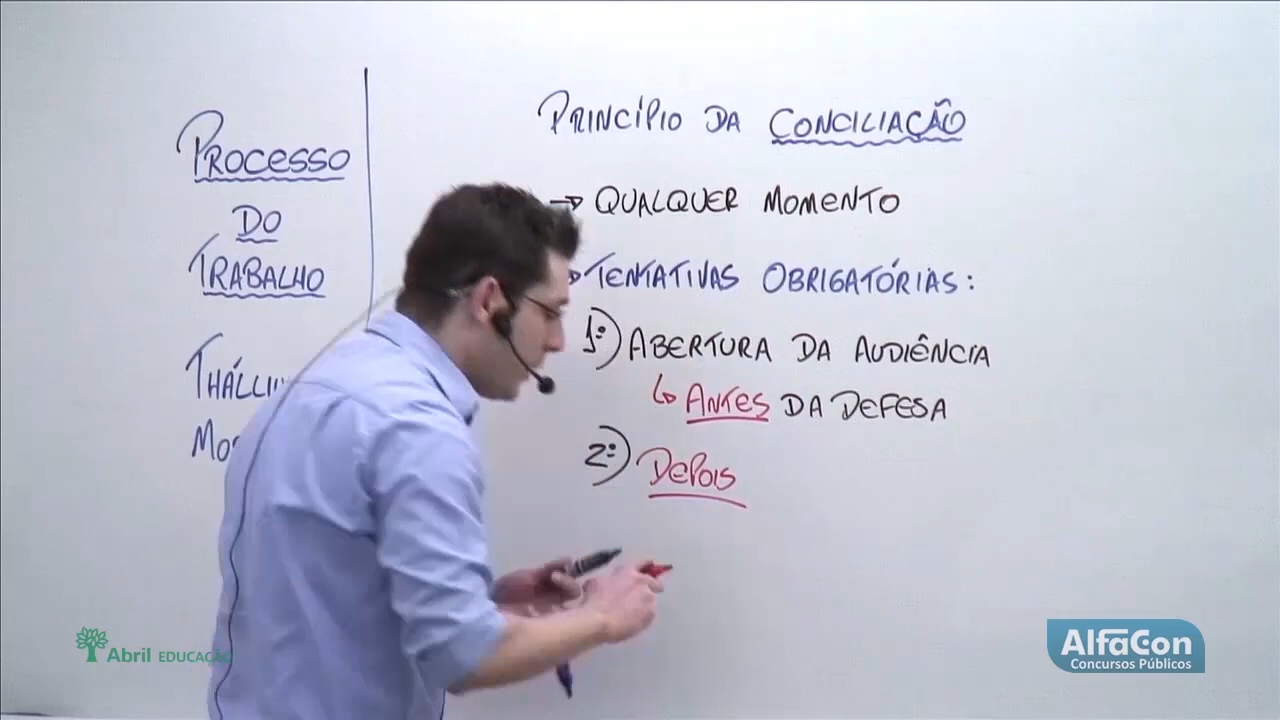 PROCESSO
DO
TRABALHO
PRINCÍPIO DA CONCILIAÇÃO
→ QUALQUER MOMENTO
TENTATIVAS OBRIGATÓRIAS:
1º) ABERTURA DA AUDIÊNCIA
↳ ANTES DA DEFESA
2º) DEPOIS
Abril EDUCAÇÃO
AlfaCon
Concursos Públicos